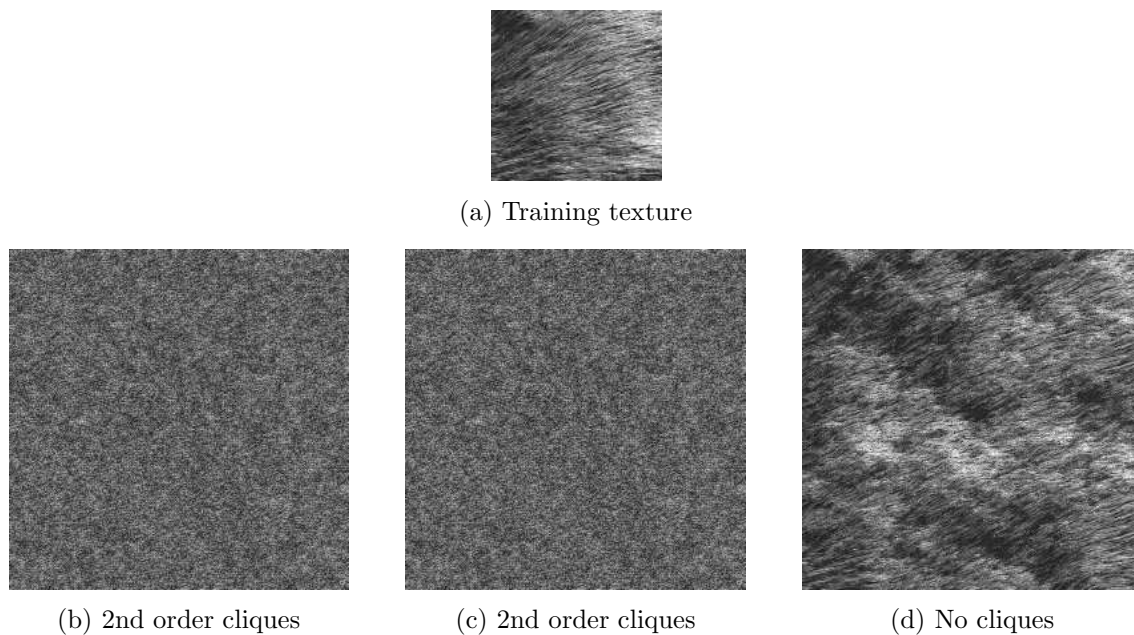 (a) Training texture
(b) 2nd order cliques
(c) 2nd order cliques
(d) No cliques